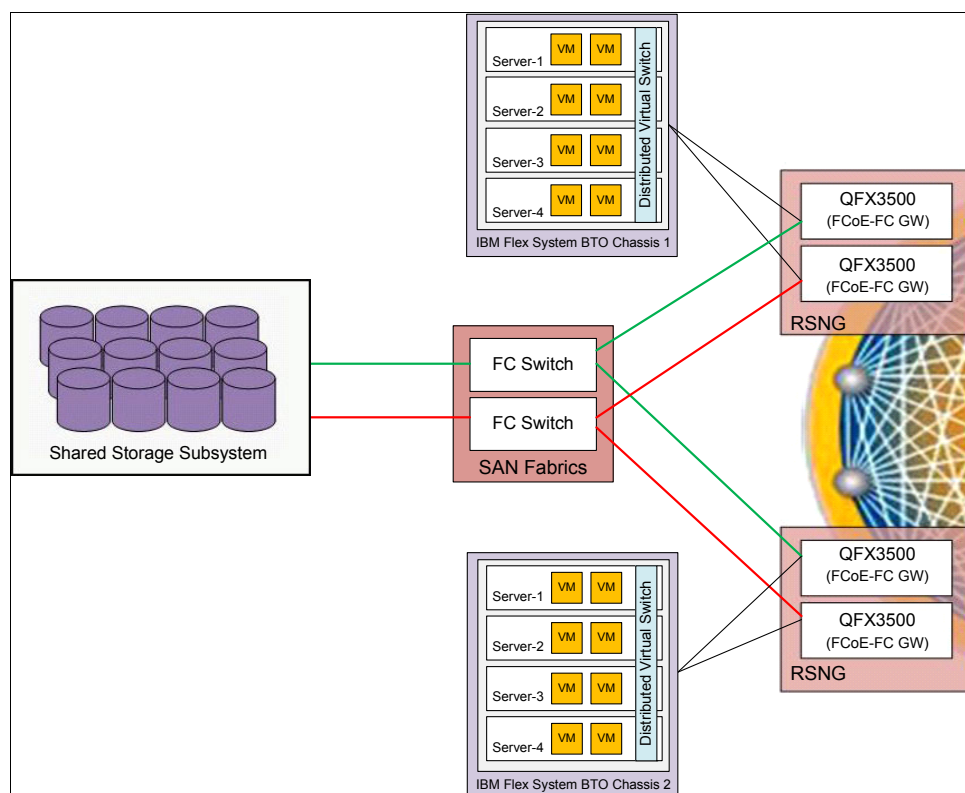 Server-1 VM VM
Server-2 VM VM
Server-3 VM VM
Server-4 VM VM
Distributed Virtual Switch
IBM Flex System BTO Chassis 1
QFX3500
(FCoE-FC GW)
QFX3500
(FCoE-FC GW)
RSNG
Shared Storage Subsystem
FC Switch
FC Switch
SAN Fabrics
QFX3500
(FCoE-FC GW)
QFX3500
(FCoE-FC GW)
RSNG
Server-1 VM VM
Server-2 VM VM
Server-3 VM VM
Server-4 VM VM
Distributed Virtual Switch
IBM Flex System BTO Chassis 2